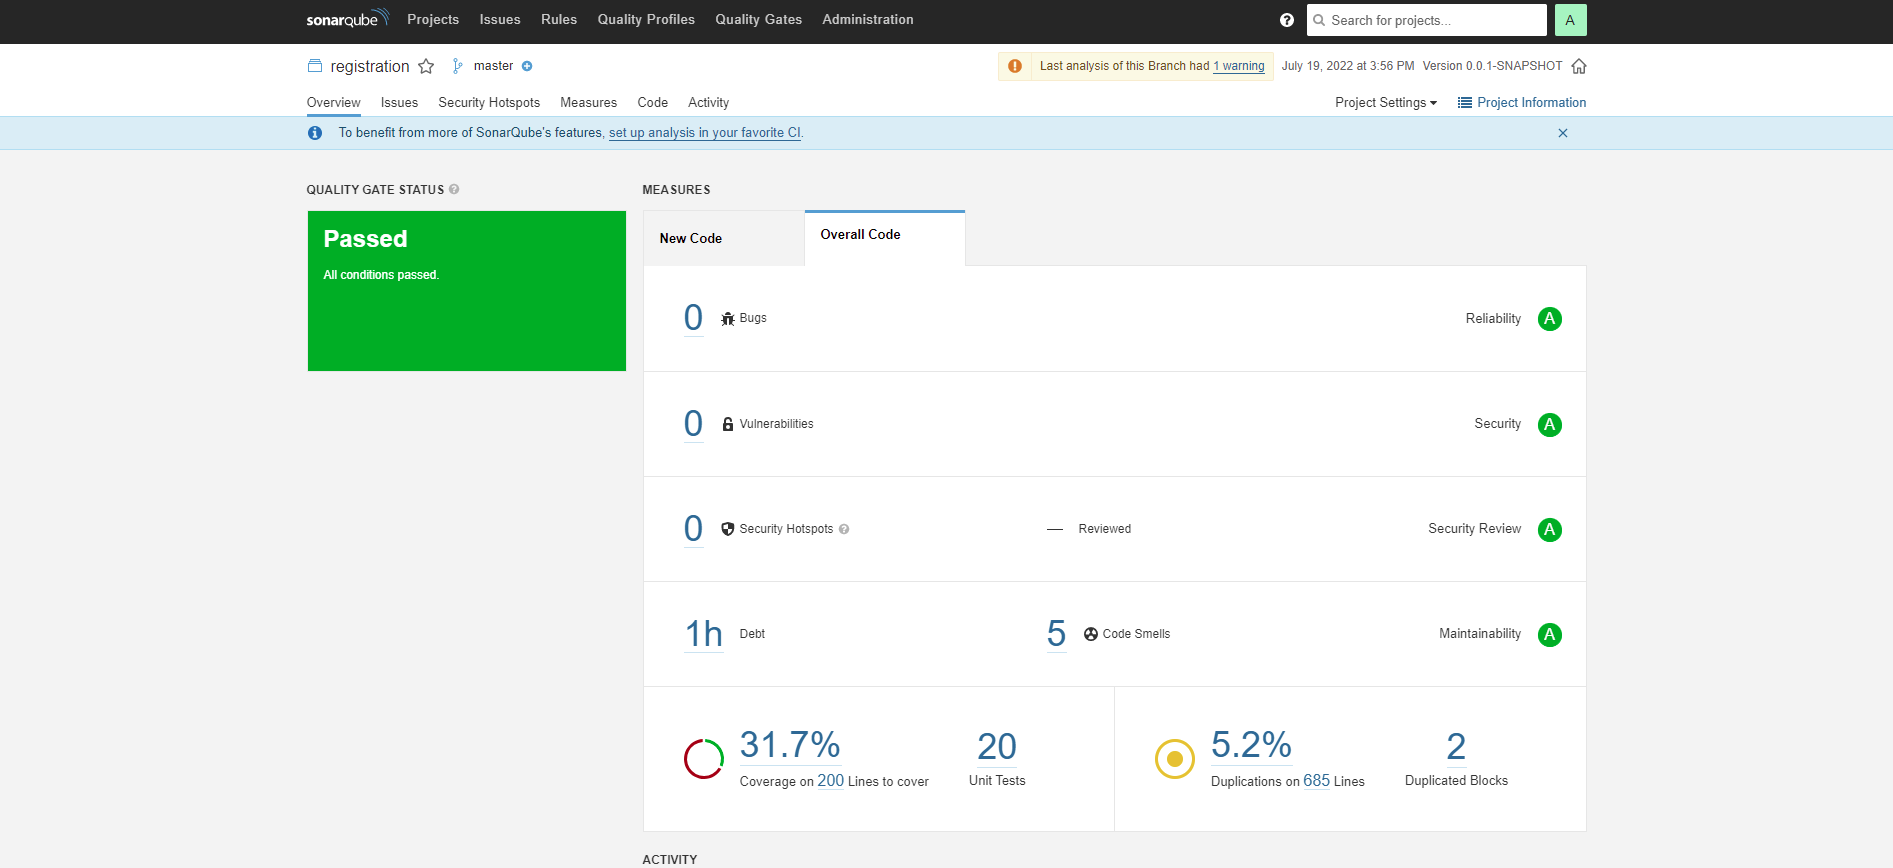 sonarqube Projects Issues Rules Quality Profiles Quality Gates Administration ? Search for projects... A
registration master Last analysis of this Branch had 1 warning July 19, 2022 at 3:56 PM Version 0.0.1-SNAPSHOT
Overview Issues Security Hotspots Measures Code Activity Project Settings Project Information
To benefit from more of SonarQube's features, set up analysis in your favorite CI.
QUALITY GATE STATUS ?
Passed
All conditions passed.
MEASURES
New Code Overall Code
0 Bugs Reliability A
0 Vulnerabilities Security A
0 Security Hotspots ? — Reviewed Security Review A
1h Debt 5 Code Smells Maintainability A
31.7% 20
Coverage on 200 Lines to cover Unit Tests
5.2% 2
Duplications on 685 Lines Duplicated Blocks
ACTIVITY